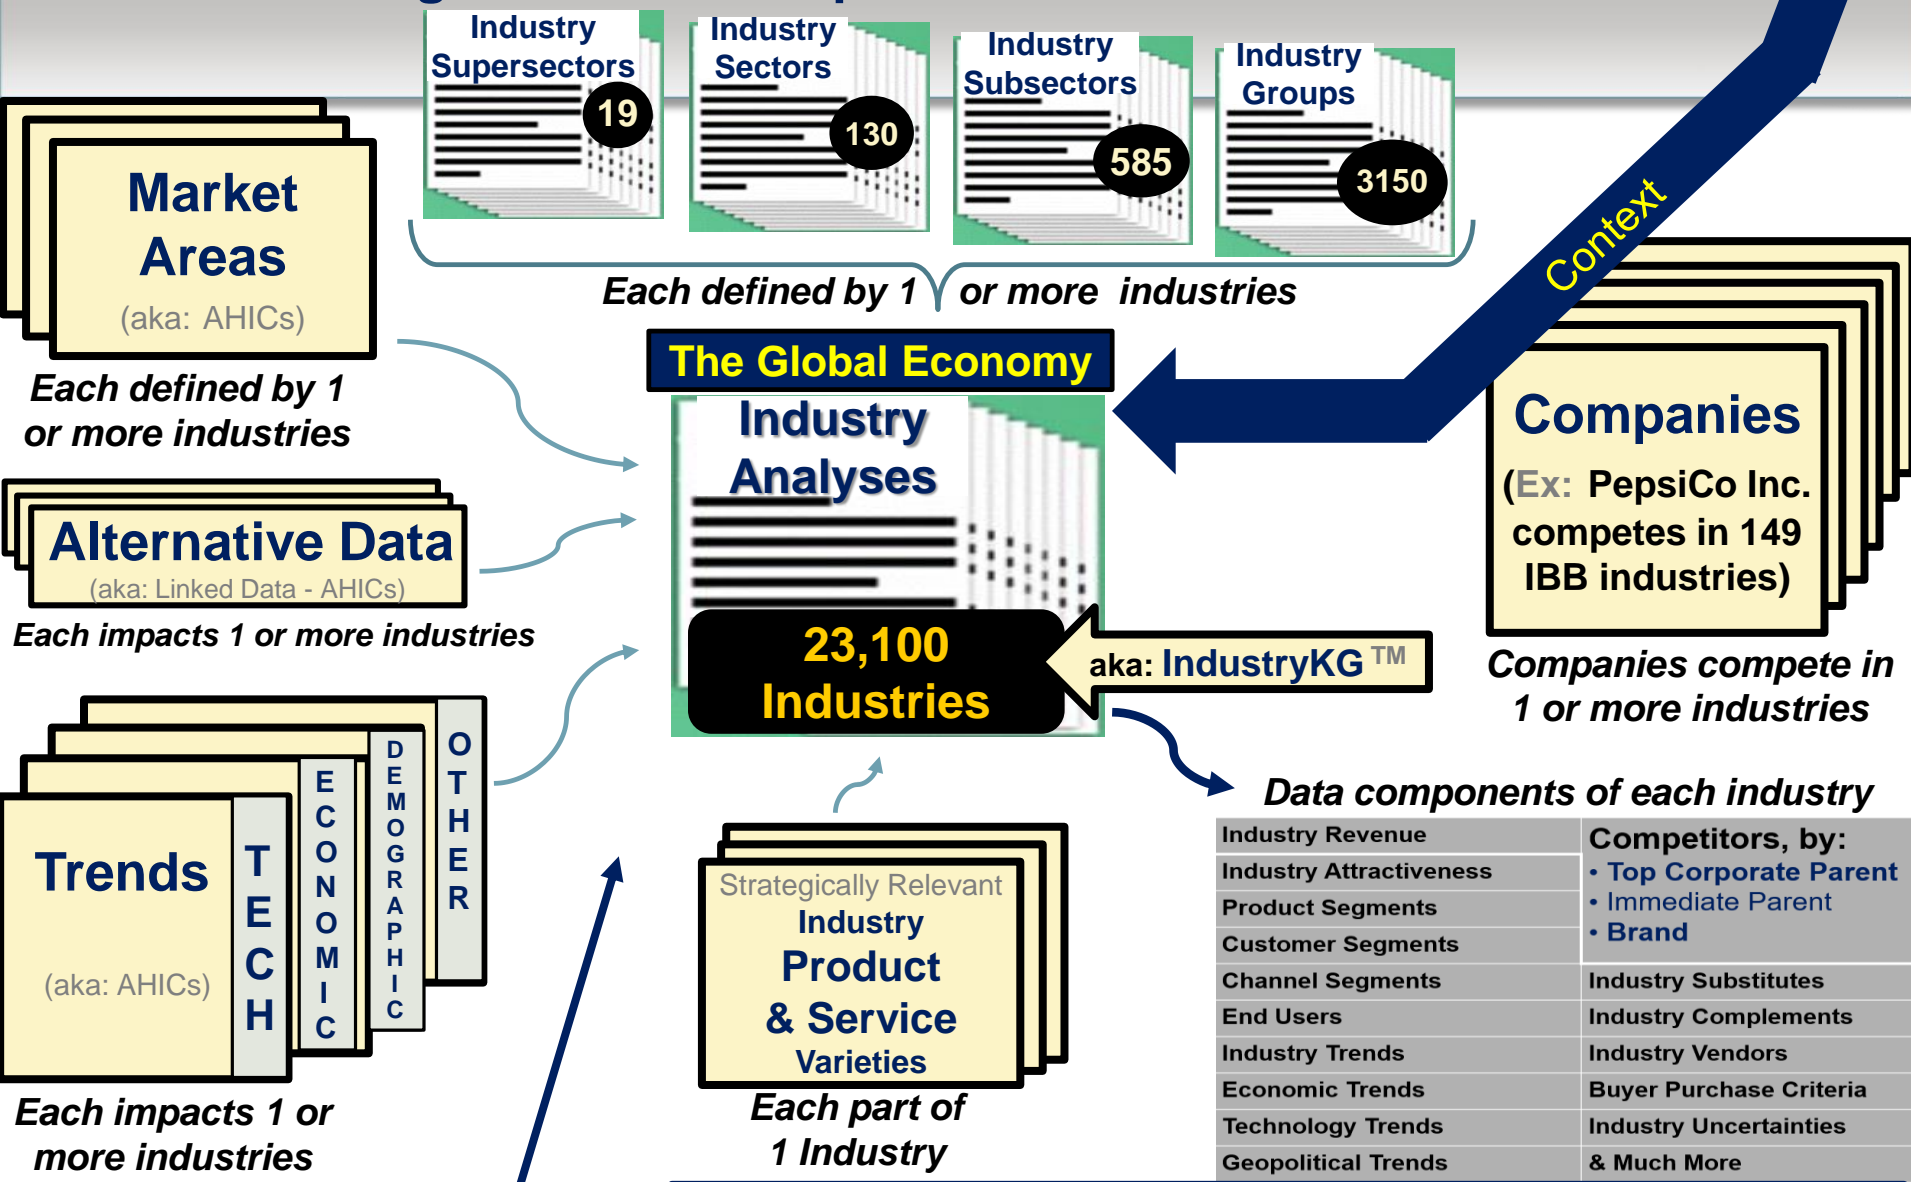 Industry
Supersectors
19
Industry
Sectors
130
Industry
Subsectors
585
Industry
Groups
3150
Each defined by 1 or more industries
Market
Areas
(aka: AHICs)
Each defined by 1
or more industries
Context
The Global Economy
Industry
Analyses
23,100
Industries
aka: IndustryKG TM
Companies
(Ex: PepsiCo Inc.
competes in 149
IBB industries)
Companies compete in
1 or more industries
Alternative Data
(aka: Linked Data - AHICs)
Each impacts 1 or more industries
Trends
(aka: AHICs)
TECH
ECONOMIC
DEMOGRAPHIC
OTHER
Each impacts 1 or
more industries
Strategically Relevant
Industry
Product
& Service
Varieties
Each part of
1 Industry
Data components of each industry
Industry Revenue
Industry Attractiveness
Product Segments
Customer Segments
Channel Segments
End Users
Industry Trends
Economic Trends
Technology Trends
Geopolitical Trends
Competitors, by:
• Top Corporate Parent
• Immediate Parent
• Brand
Industry Substitutes
Industry Complements
Industry Vendors
Buyer Purchase Criteria
Industry Uncertainties
& Much More